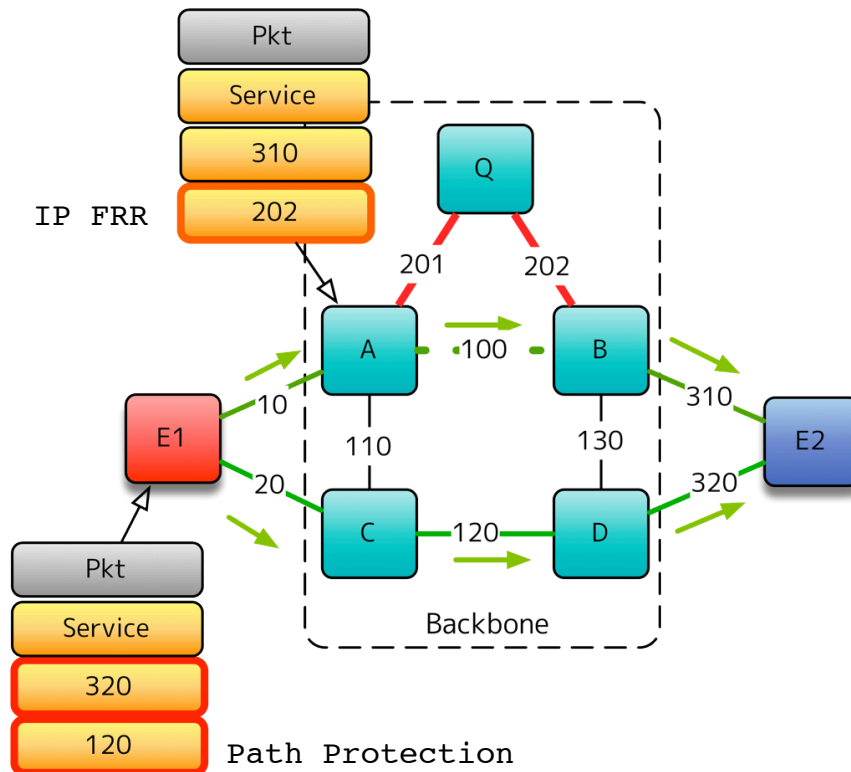 Pkt
Service
310
202
IP FRR
Q
201
202
A
100
B
10
310
E1
E2
110
130
20
320
C
120
D
Backbone
Pkt
Service
320
120
Path Protection